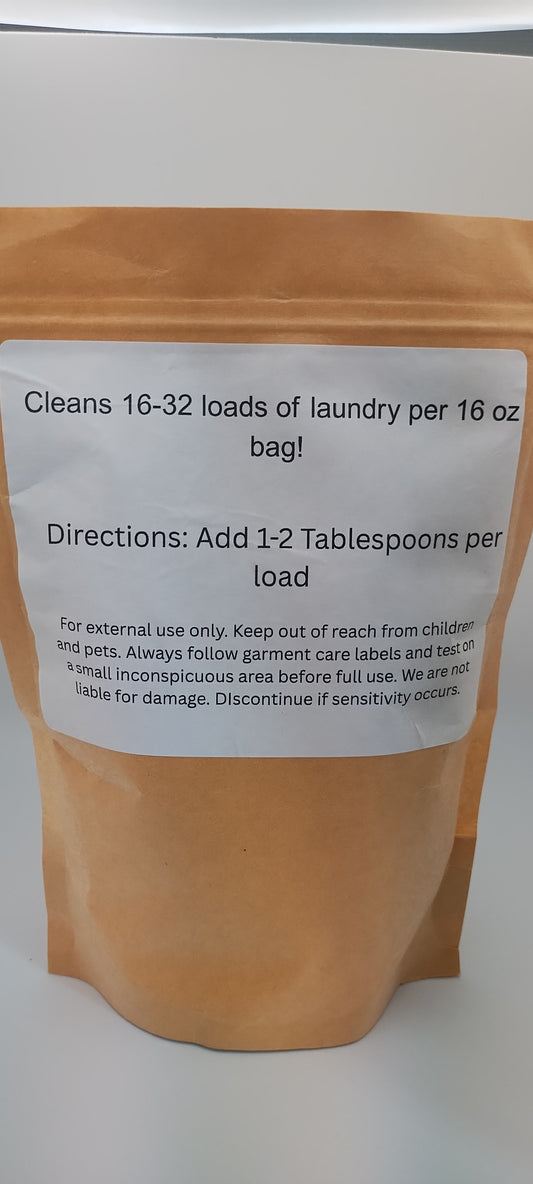 Cleans 16-32 loads of laundry per 16 oz
bag!
Directions: Add 1-2 Tablespoons per
load
For external use only. Keep out of reach from children
and pets. Always follow garment care labels and test on
a small inconspicuous area before full use. We are not
liable for damage. DIscontinue if sensitivity occurs.